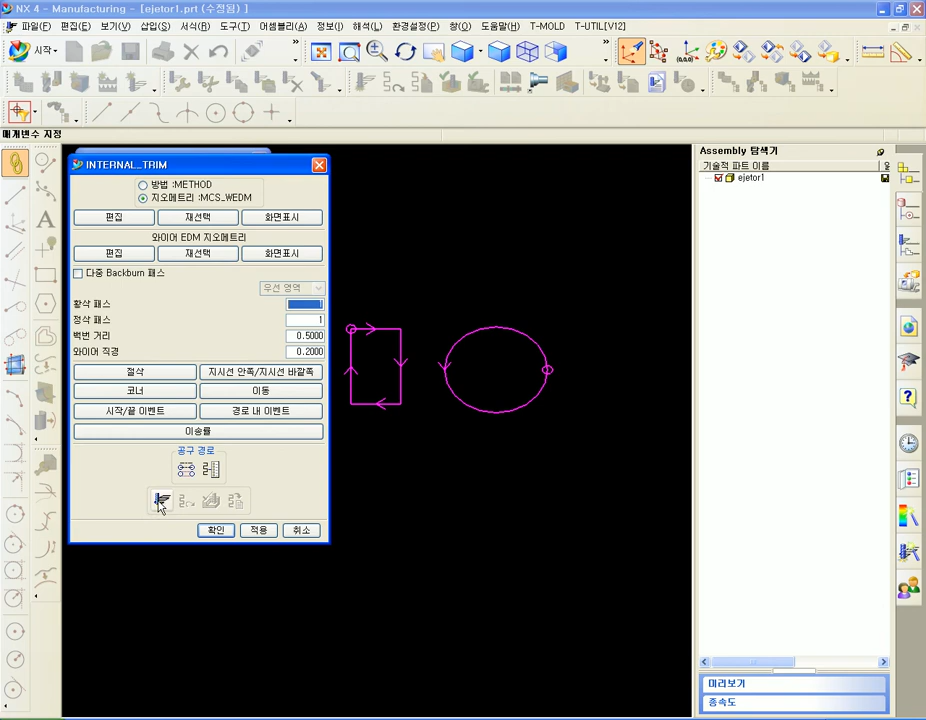 NX 4 - Manufacturing - [ejetor1.prt (수정됨) ]
파일(F) 편집(E) 보기(V) 삽입(S) 서석(R) 도구(T) 어셈블리(A) 정보(I) 해석(L) 환경설정(P) 창(O) 도움말(H) T-MOLD T-UTIL[V12]
시작
매개변수 지정
INTERNAL_TRIM
방법 :METHOD
지오메트리 :MCS_WEDM
편집 재선택 화면표시
와이어 EDM 지오메트리
편집 재선택 화면표시
다중 Backburn 패스
우선 영역
황삭 패스
정삭 패스 1
백번 거리 0.5000
와이어 직경 0.2000
절삭 지시선 안쪽/지시선 바깥쪽
코너 이동
시작/끝 이벤트 경로 내 이벤트
이송률
공구 경로
확인 적용 취소
Assembly 탐색기
기술적 파트 이름
ejetor1
미리보기
종속도